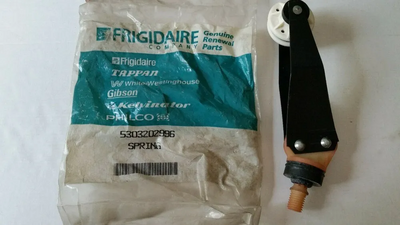 FRIGIDAIRE
COMPANY
Genuine
Renewal
Parts
Frigidaire
TAPPAN
White-Westinghouse
Gibson
Kelvinator
PHILCO
5303202996
SPRING